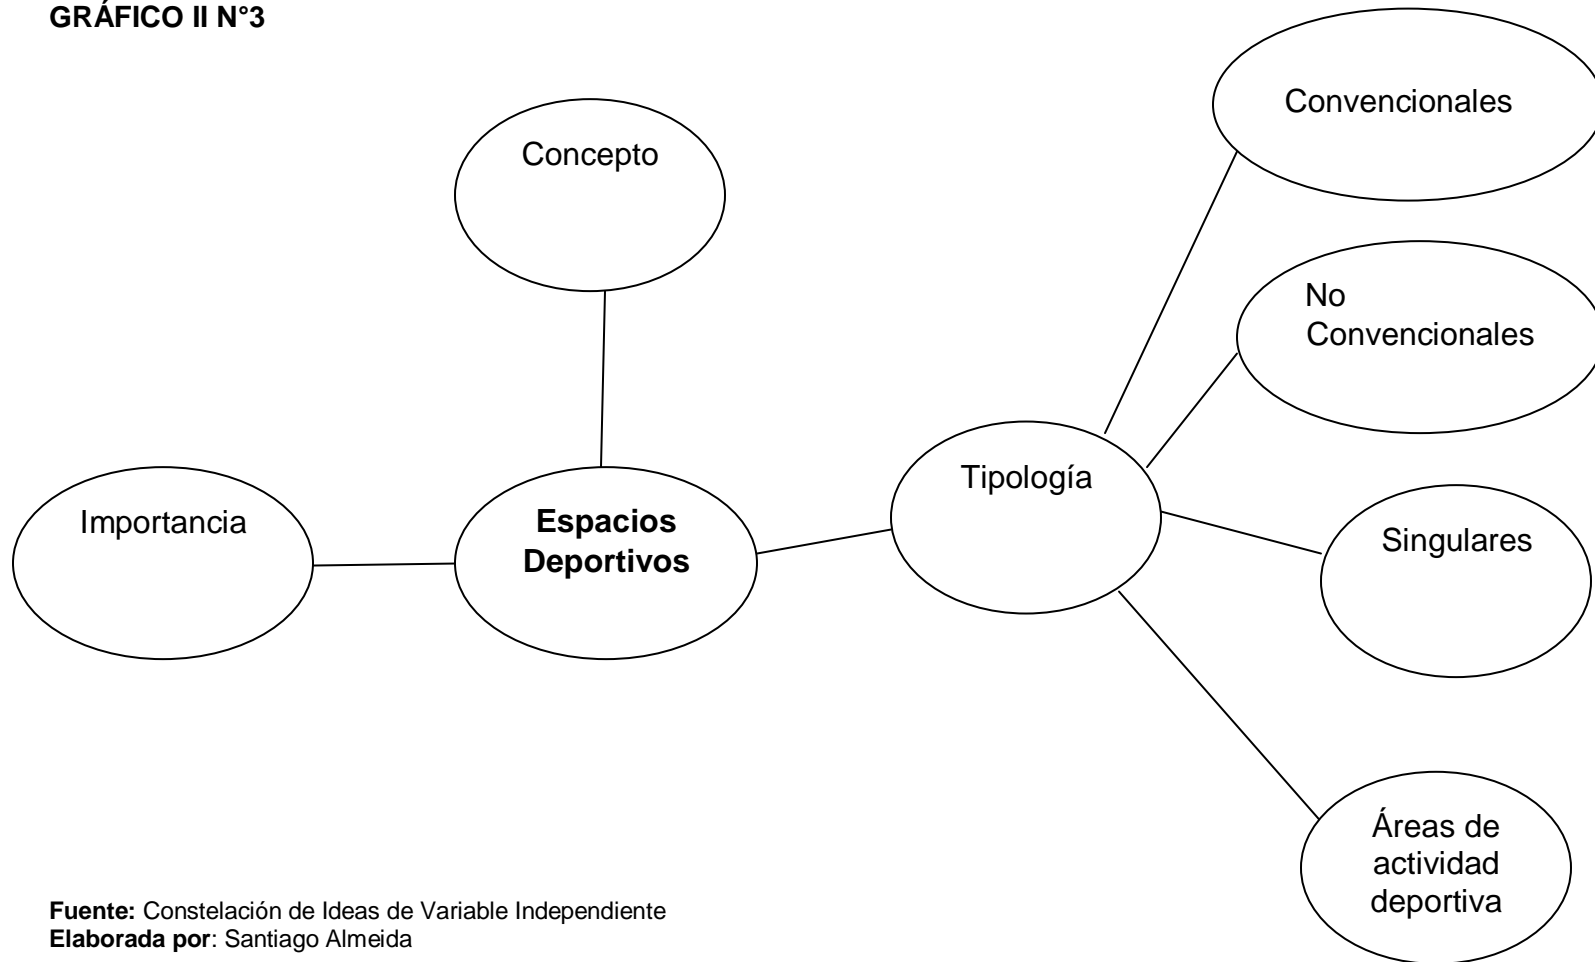 GRÁFICO II N°3
Convencionales
Concepto
No
Convencionales
Tipología
Importancia
Espacios
Deportivos
Singulares
Áreas de
actividad
deportiva
Fuente: Constelación de Ideas de Variable Independiente
Elaborada por: Santiago Almeida